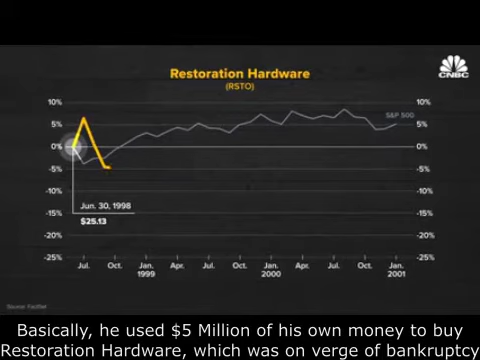 Restoration Hardware
(RSTO)
CNBC
10% 10%
5% S&P 500 5%
0% 0%
-5% -5%
-10% -10%
Jun. 30, 1998
-15% -15%
$25.13
-20% -20%
-25% -25%
Jul. Oct. Jan. Apr. Jul. Oct. Jan. Apr. Jul. Oct. Jan.
1999 2000 2001
Source: FactSet
Basically, he used $5 Million of his own money to buy
Restoration Hardware, which was on verge of bankruptcy